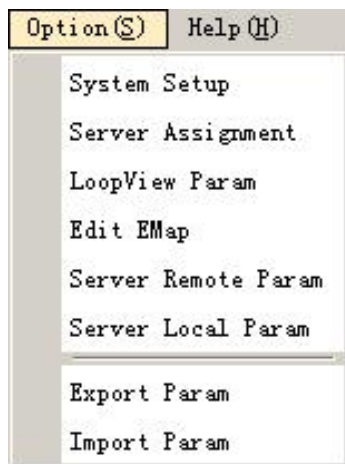 Option(S) Help(H)
System Setup
Server Assignment
LoopView Param
Edit EMap
Server Remote Param
Server Local Param
Export Param
Import Param